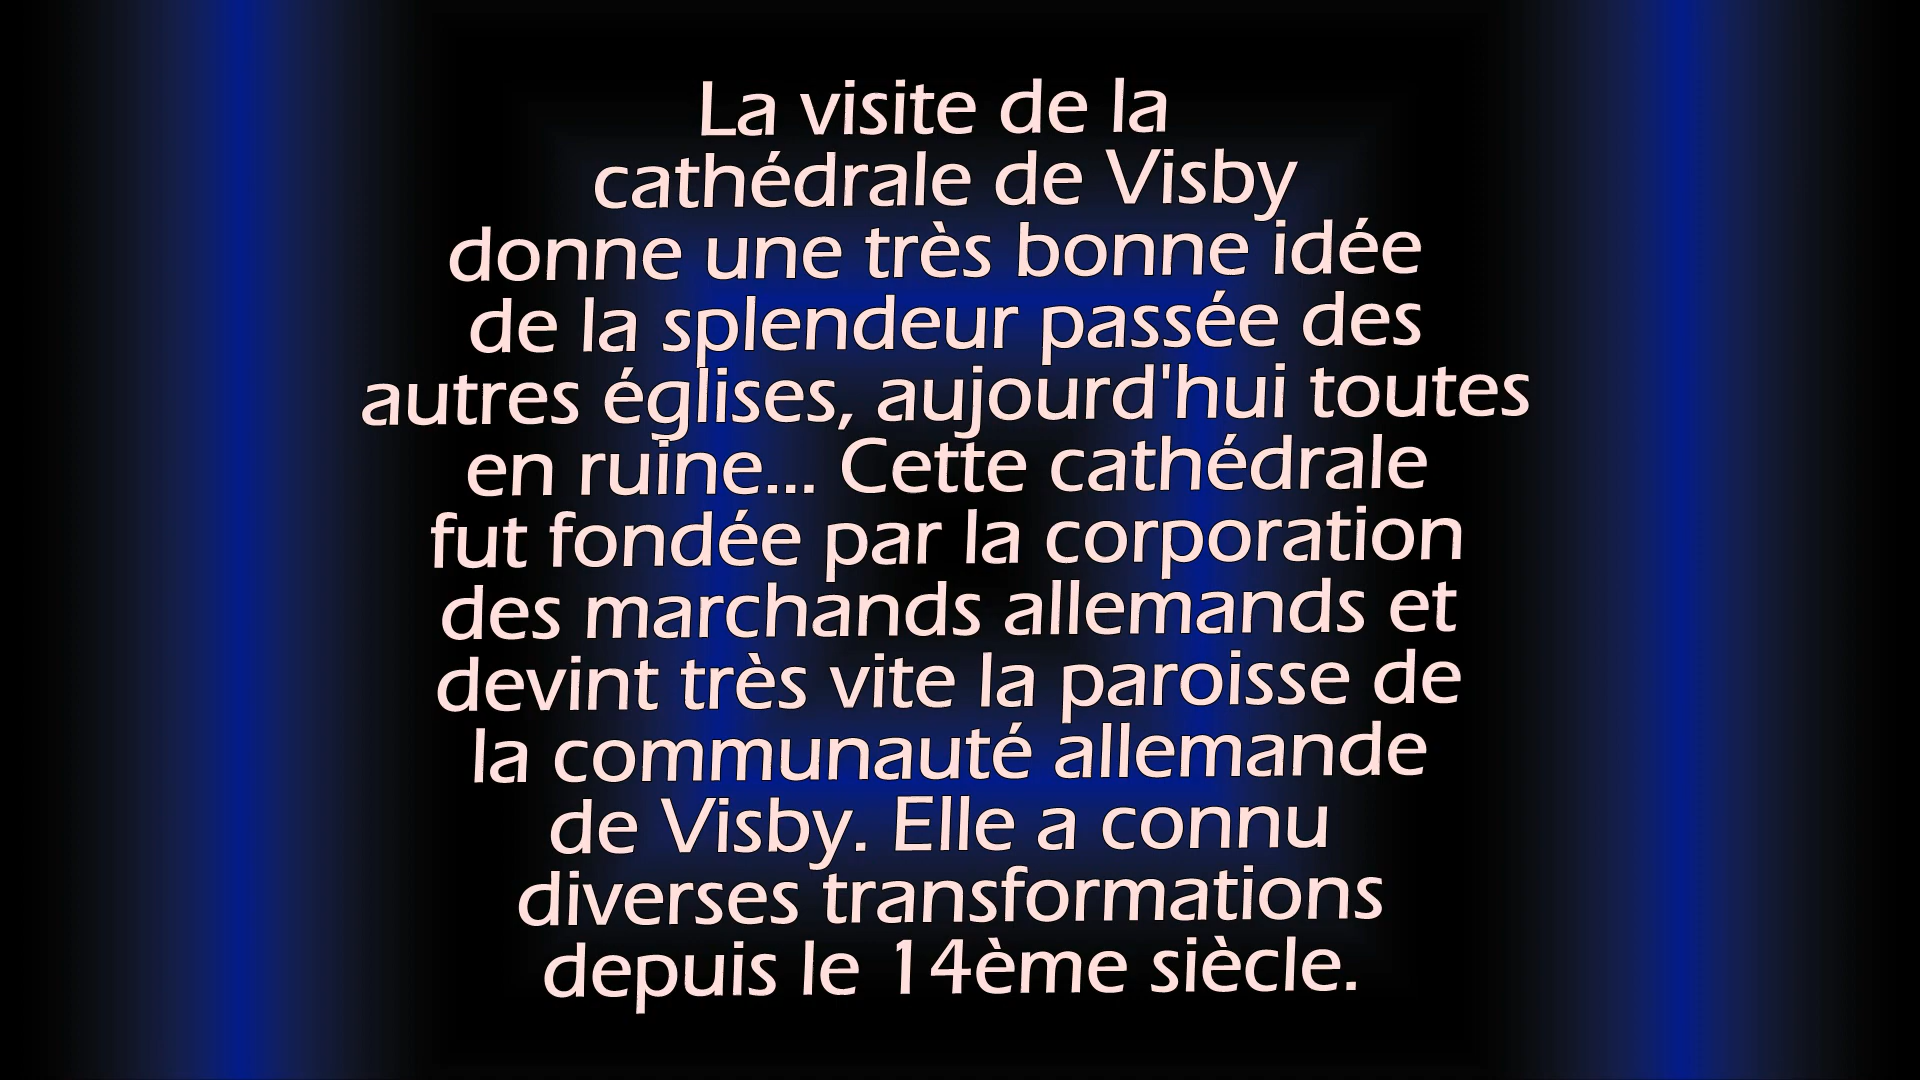 La visite de la
cathédrale de Visby
donne une très bonne idée
de la splendeur passée des
autres églises, aujourd'hui toutes
en ruine... Cette cathédrale
fut fondée par la corporation
des marchands allemands et
devint très vite la paroisse de
la communauté allemande
de Visby. Elle a connu
diverses transformations
depuis le 14ème siècle.